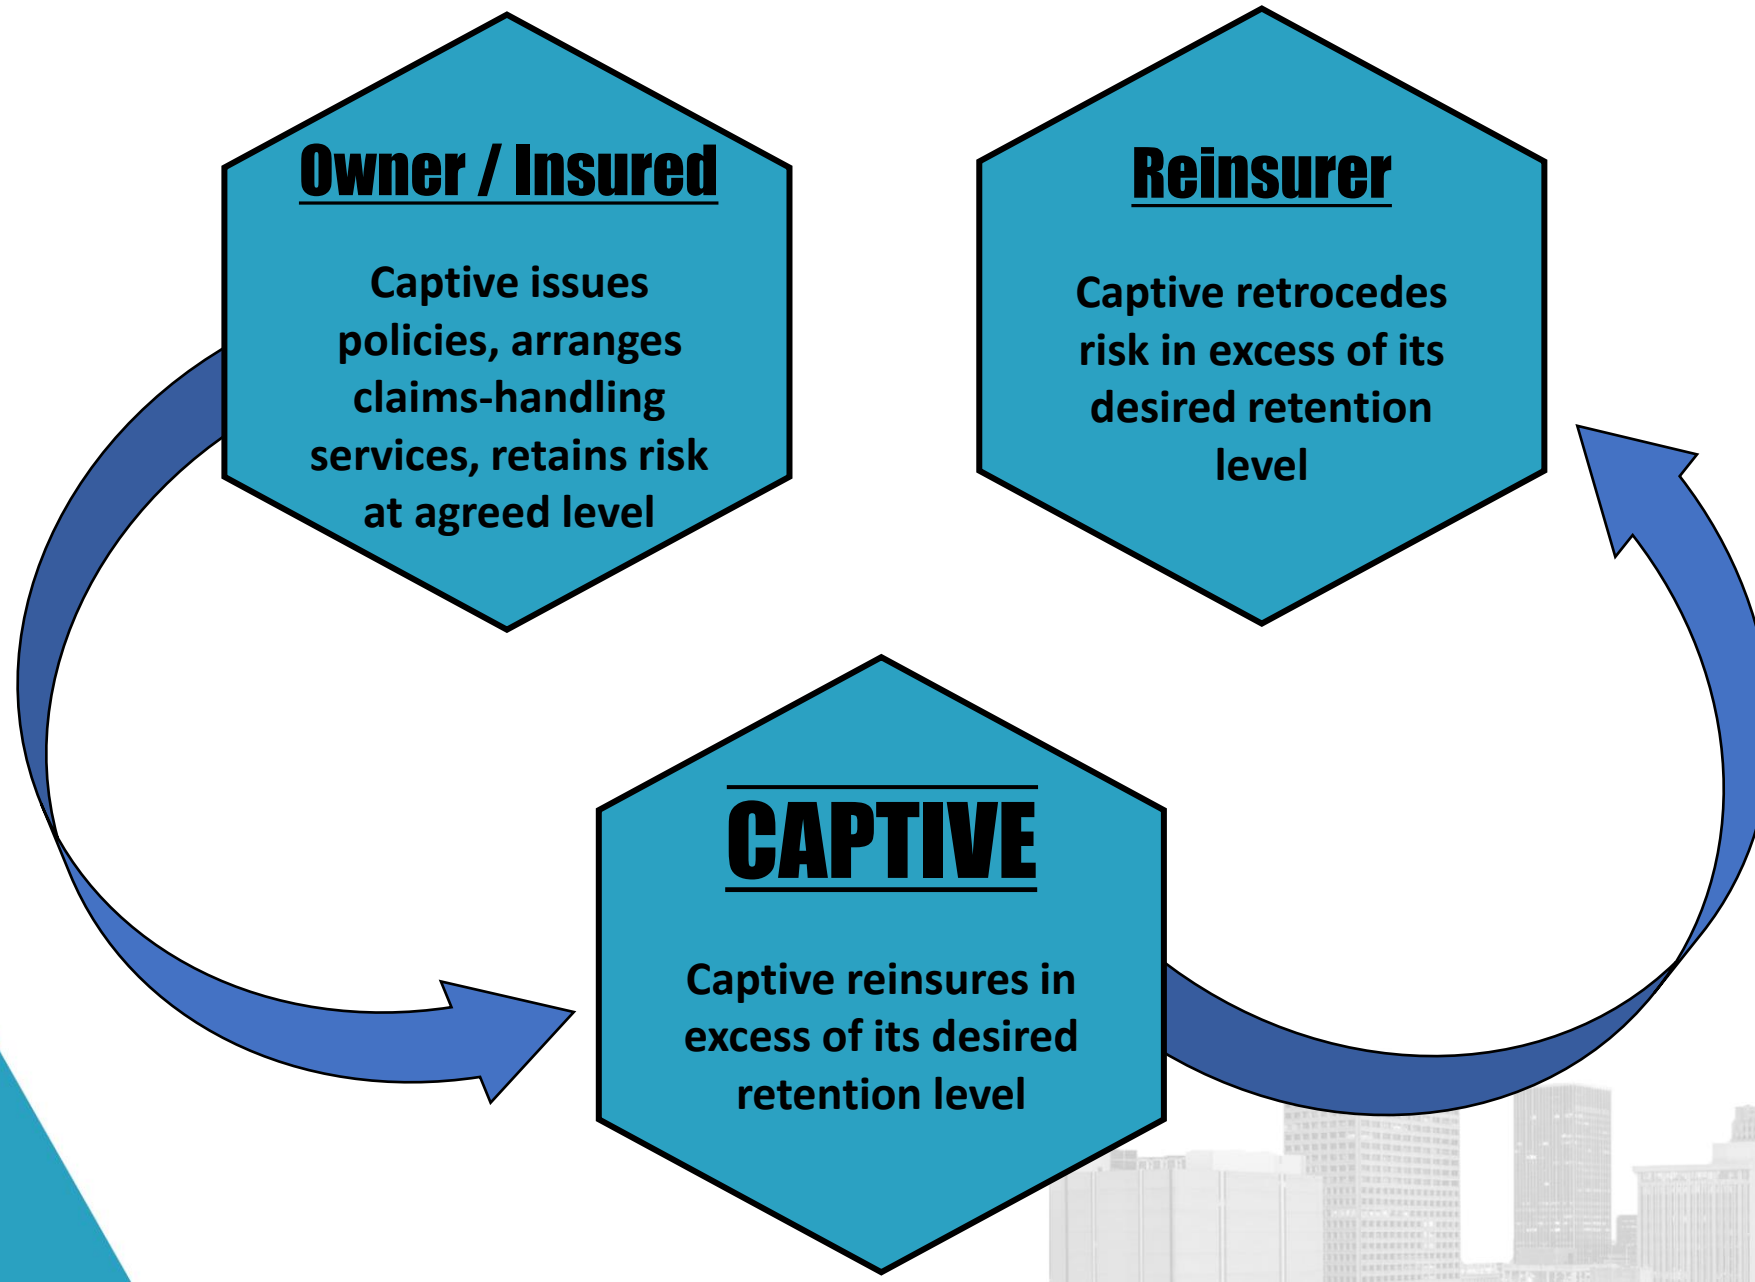 Owner / Insured
Captive issues
policies, arranges
claims-handling
services, retains risk
at agreed level
Reinsurer
Captive retrocedes
risk in excess of its
desired retention
level
CAPTIVE
Captive reinsures in
excess of its desired
retention level